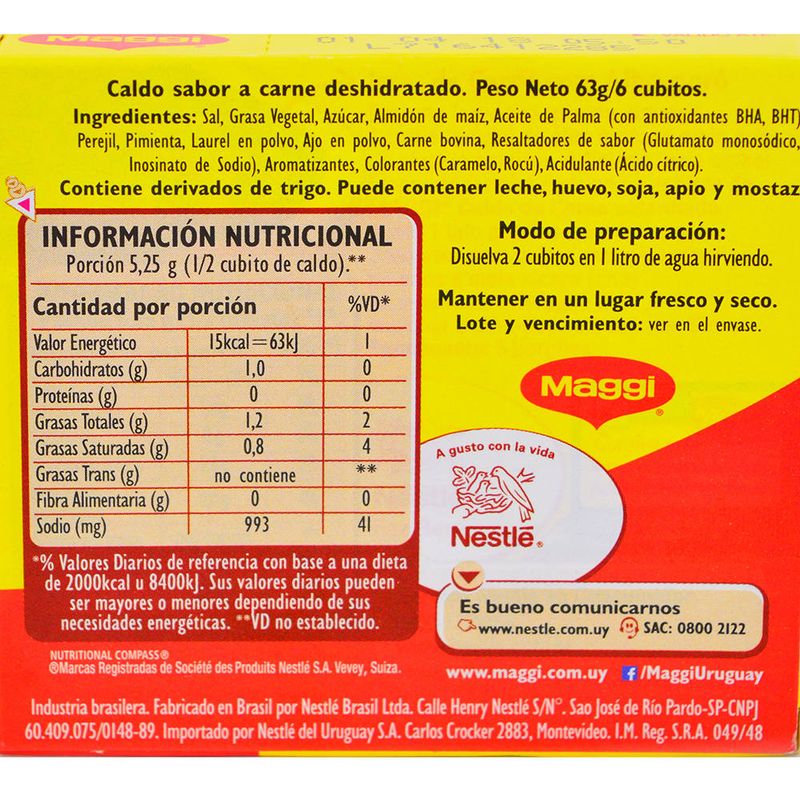 Maggi
Caldo sabor a carne deshidratado. Peso Neto 63g/6 cubitos.
Ingredientes: Sal, Grasa Vegetal, Azúcar, Almidón de maíz, Aceite de Palma (con antioxidantes BHA, BHT)
Perejil, Pimienta, Laurel en polvo, Ajo en polvo, Carne bovina, Resaltadores de sabor (Glutamato monosódico,
Inosinato de Sodio), Aromatizantes, Colorantes (Caramelo, Rocú), Acidulante (Ácido cítrico).
Contiene derivados de trigo. Puede contener leche, huevo, soja, apio y mostaz
INFORMACIÓN NUTRICIONAL
Porción 5,25 g (1/2 cubito de caldo).**
Cantidad por porción %VD*
Valor Energético 15kcal=63kJ 1
Carbohidratos (g) 1,0 0
Proteínas (g) 0 0
Grasas Totales (g) 1,2 2
Grasas Saturadas (g) 0,8 4
Grasas Trans (g) no contiene **
Fibra Alimentaria (g) 0 0
Sodio (mg) 993 41
*% Valores Diarios de referencia con base a una dieta
de 2000kcal u 8400kJ. Sus valores diarios pueden
ser mayores o menores dependiendo de sus
necesidades energéticas. **VD no establecido.
NUTRITIONAL COMPASS®
®Marcas Registradas de Société des Produits Nestlé S.A. Vevey, Suiza.
Modo de preparación:
Disuelva 2 cubitos en 1 litro de agua hirviendo.
Mantener en un lugar fresco y seco.
Lote y vencimiento: ver en el envase.
Maggi®
A gusto con la vida
Nestlé®
Es bueno comunicarnos
www.nestle.com.uy SAC: 0800 2122
www.maggi.com.uy f /MaggiUruguay
Industria brasilera. Fabricado en Brasil por Nestlé Brasil Ltda. Calle Henry Nestlé S/N°. Sao José de Río Pardo-SP-CNPJ
60.409.075/0148-89. Importado por Nestlé del Uruguay S.A. Carlos Crocker 2883, Montevideo. I.M. Reg. S.R.A. 049/48